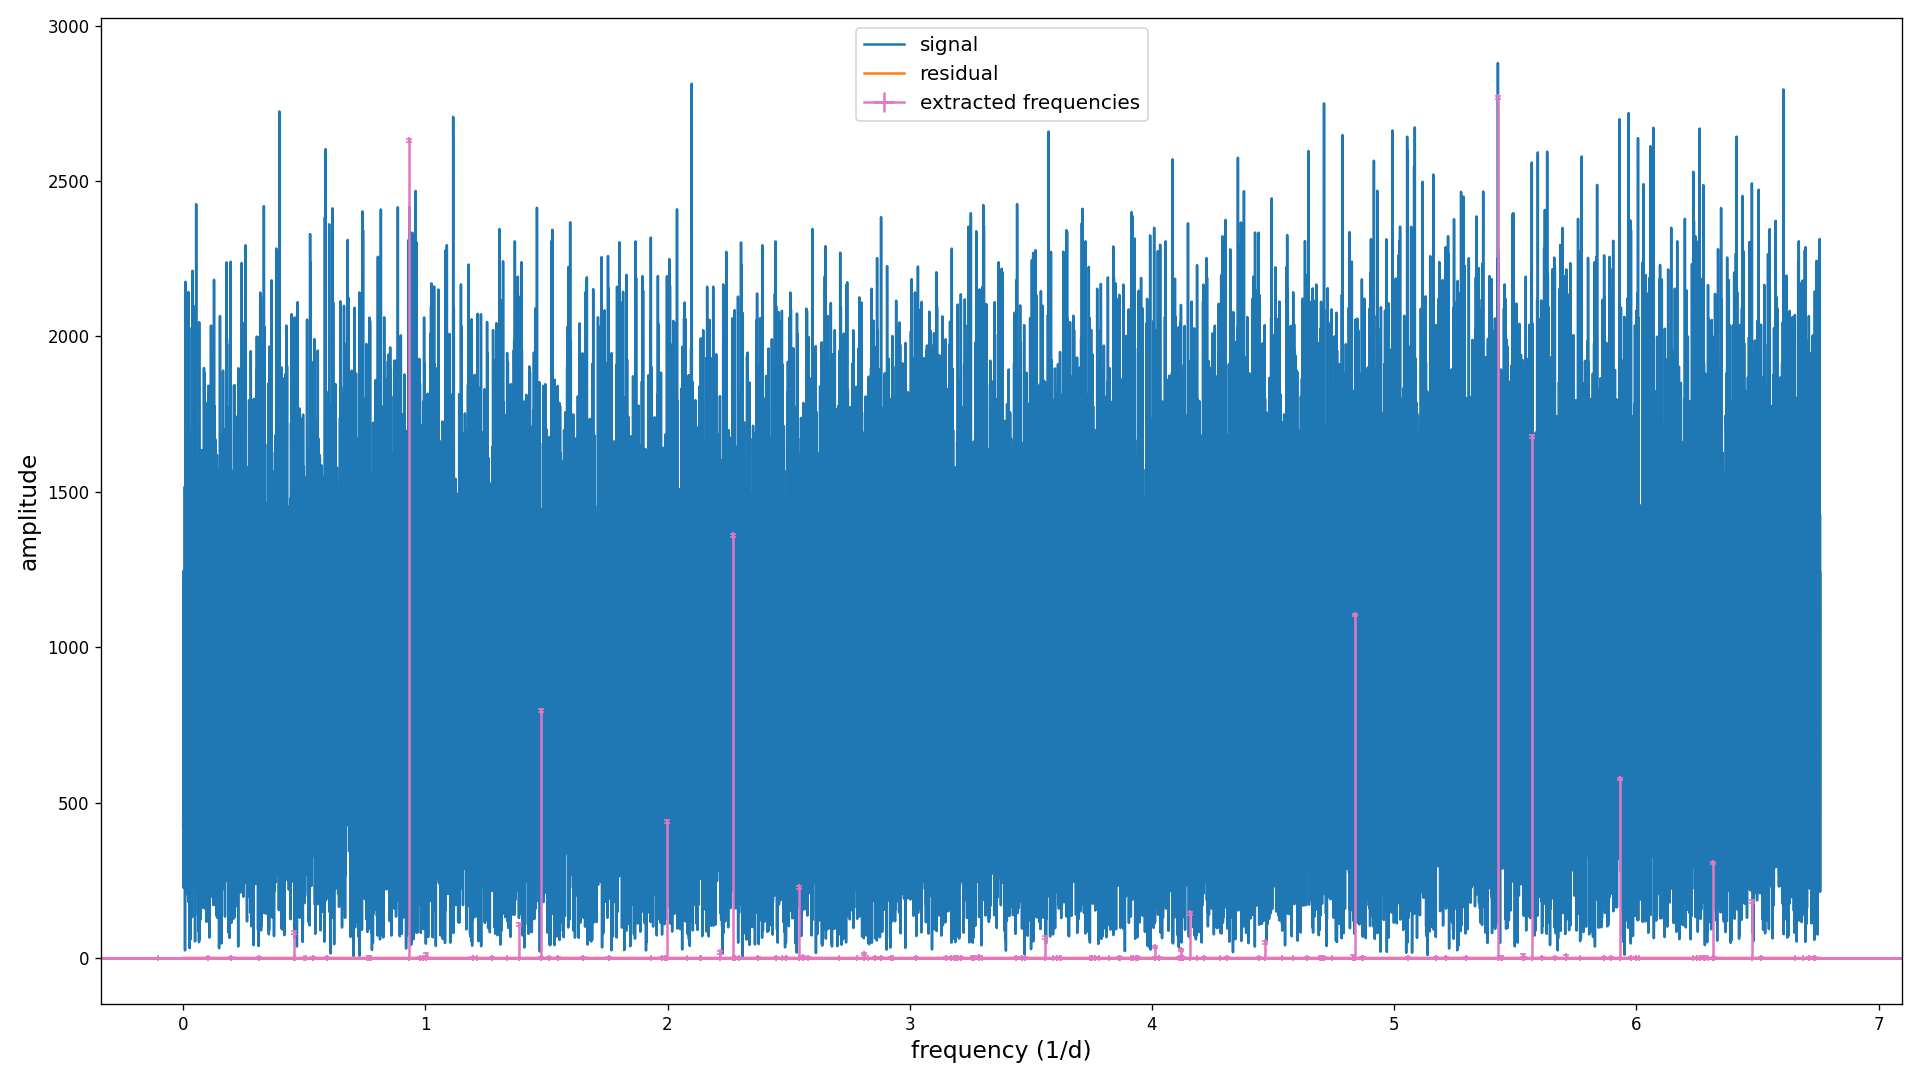 3000
2500
2000
1500
1000
500
0
amplitude
signal
residual
extracted frequencies
0 1 2 3 4 5 6 7
frequency (1/d)